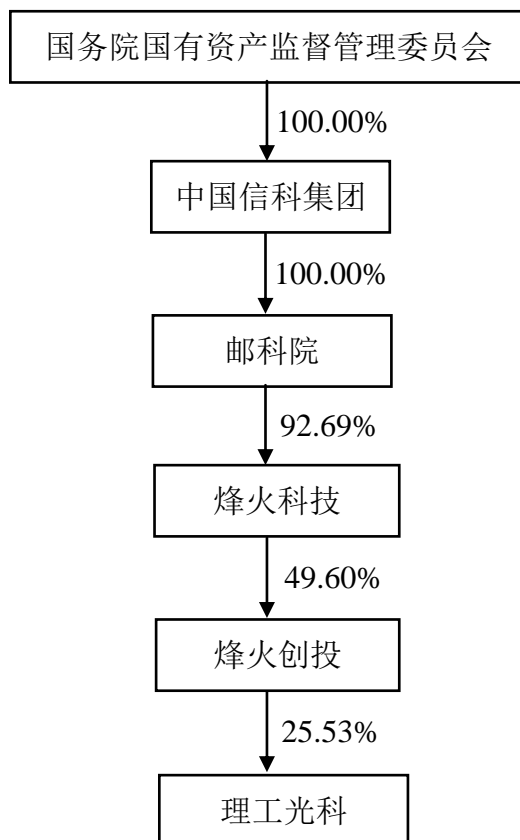 国务院国有资产监督管理委员会
100.00%
中国信科集团
100.00%
邮科院
92.69%
烽火科技
49.60%
烽火创投
25.53%
理工光科